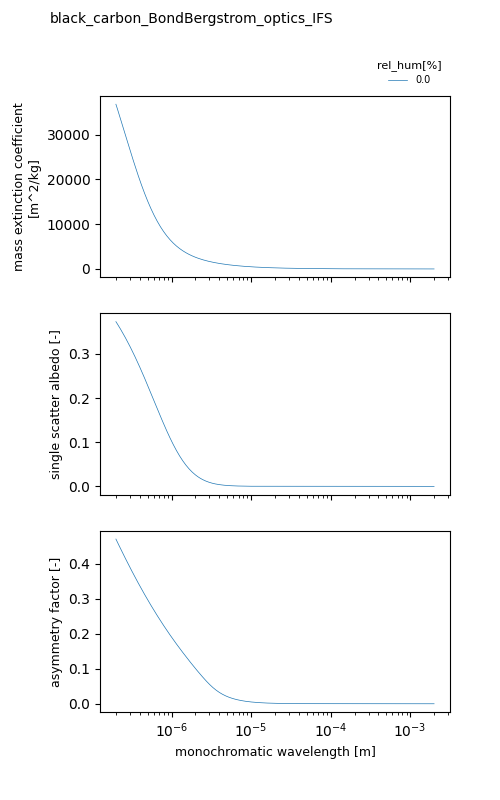 black_carbon_BondBergstrom_optics_IFS
rel_hum[%]
0.0
mass extinction coefficient
[m^2/kg]
30000
20000
10000
0
single scatter albedo [-]
0.3
0.2
0.1
0.0
asymmetry factor [-]
0.4
0.3
0.2
0.1
0.0
10⁻⁶ 10⁻⁵ 10⁻⁴ 10⁻³
monochromatic wavelength [m]